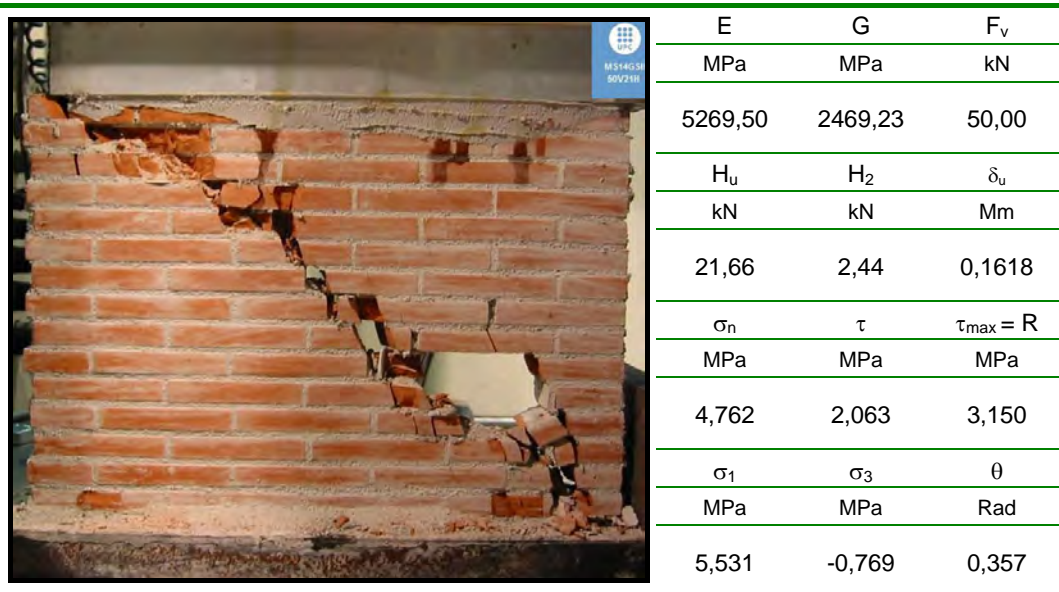 UPC
MS14GSII
50V21H
E G Fᵥ
MPa MPa kN
5269,50 2469,23 50,00
Hᵤ H₂ δᵤ
kN kN Mm
21,66 2,44 0,1618
σₙ τ τₘₐₓ = R
MPa MPa MPa
4,762 2,063 3,150
σ₁ σ₃ θ
MPa MPa Rad
5,531 -0,769 0,357